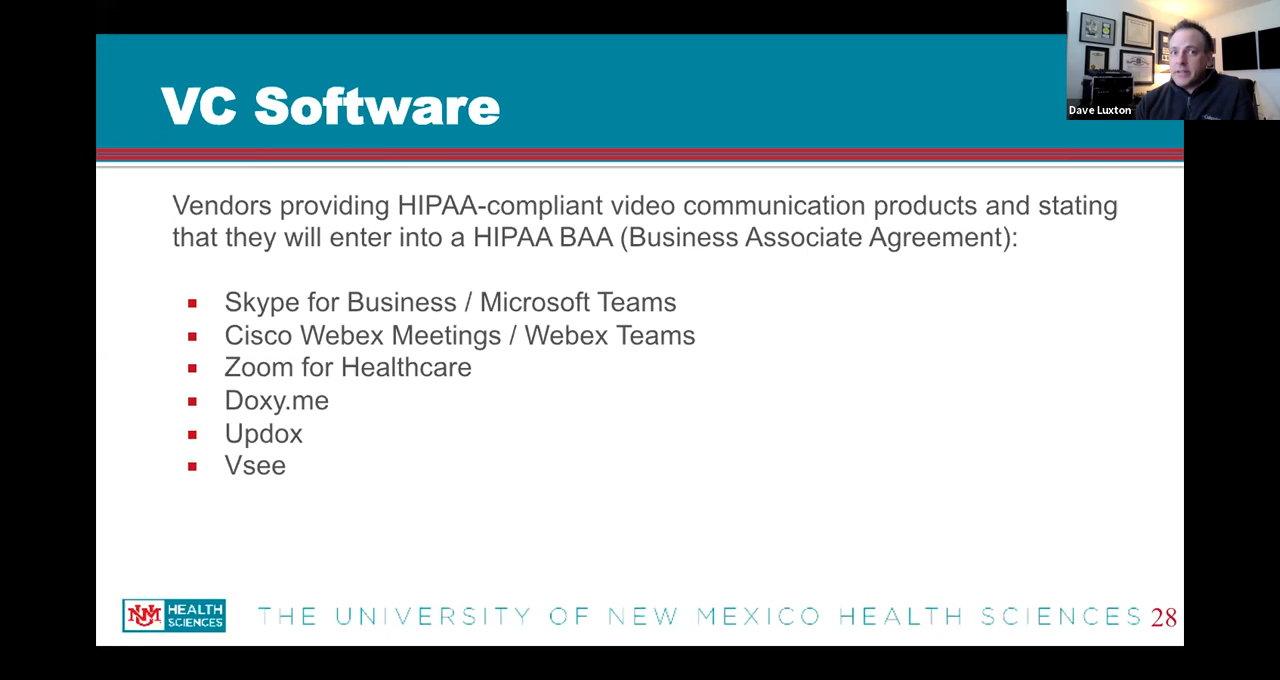 VC Software
Dave Luxton
Vendors providing HIPAA-compliant video communication products and stating
that they will enter into a HIPAA BAA (Business Associate Agreement):
Skype for Business / Microsoft Teams
Cisco Webex Meetings / Webex Teams
Zoom for Healthcare
Doxy.me
Updox
Vsee
UNM HEALTH SCIENCES
THE UNIVERSITY OF NEW MEXICO HEALTH SCIENCES 28